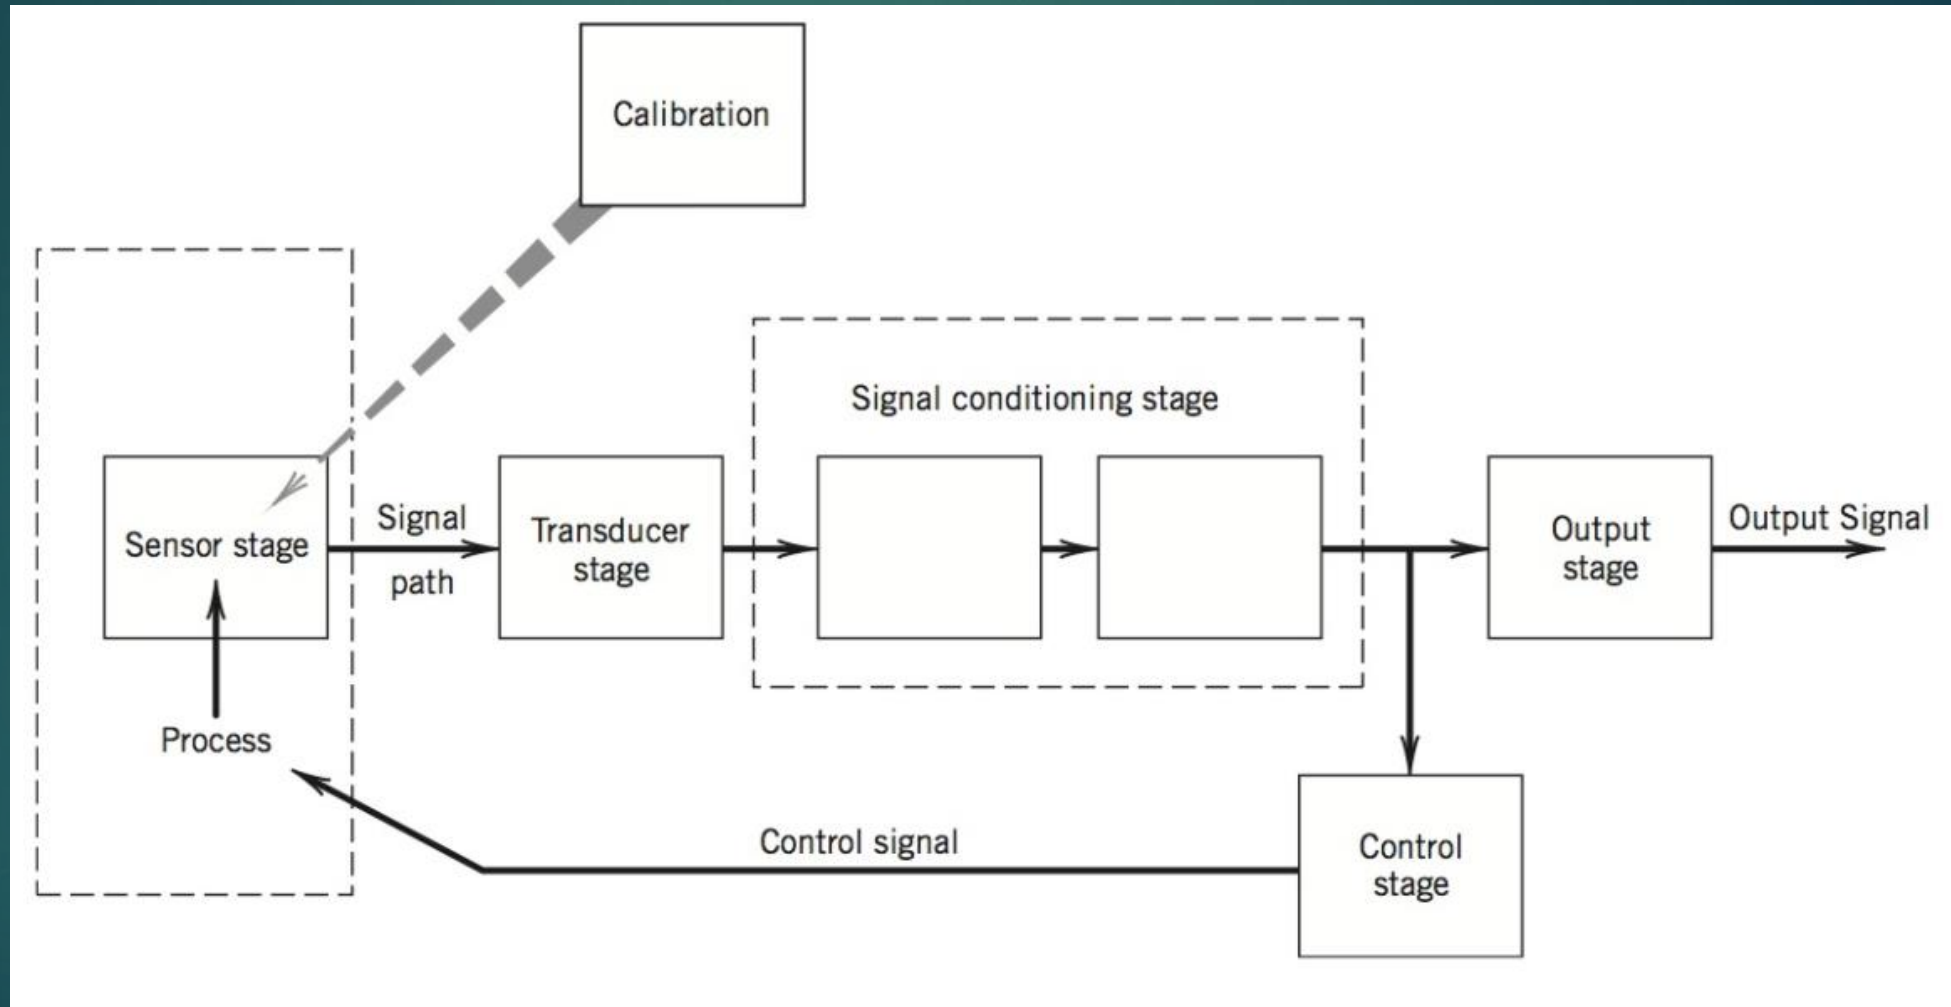 Calibration
Signal conditioning stage
Sensor stage
Signal
path
Transducer
stage
Output
stage
Output Signal
Process
Control signal
Control
stage